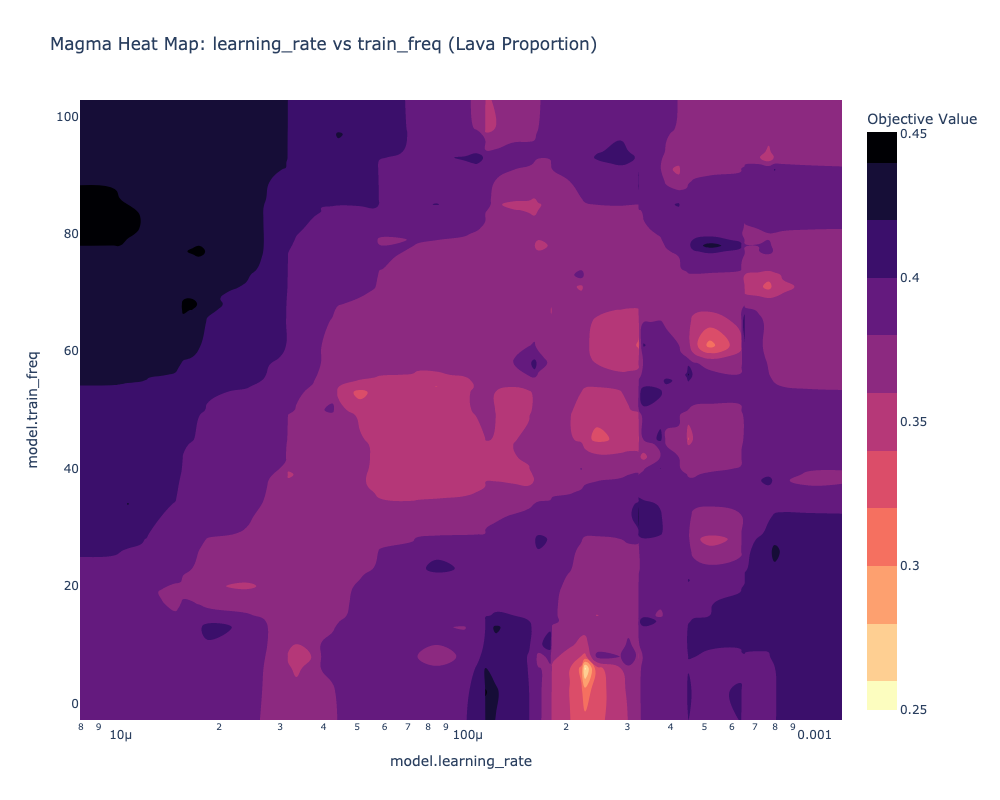 Magma Heat Map: learning_rate vs train_freq (Lava Proportion)
Objective Value
0.45
0.4
0.35
0.3
0.25
model.train_freq
100
80
60
40
20
0
8 9 10μ 2 3 4 5 6 7 8 9 100μ 2 3 4 5 6 7 8 9 0.001
model.learning_rate